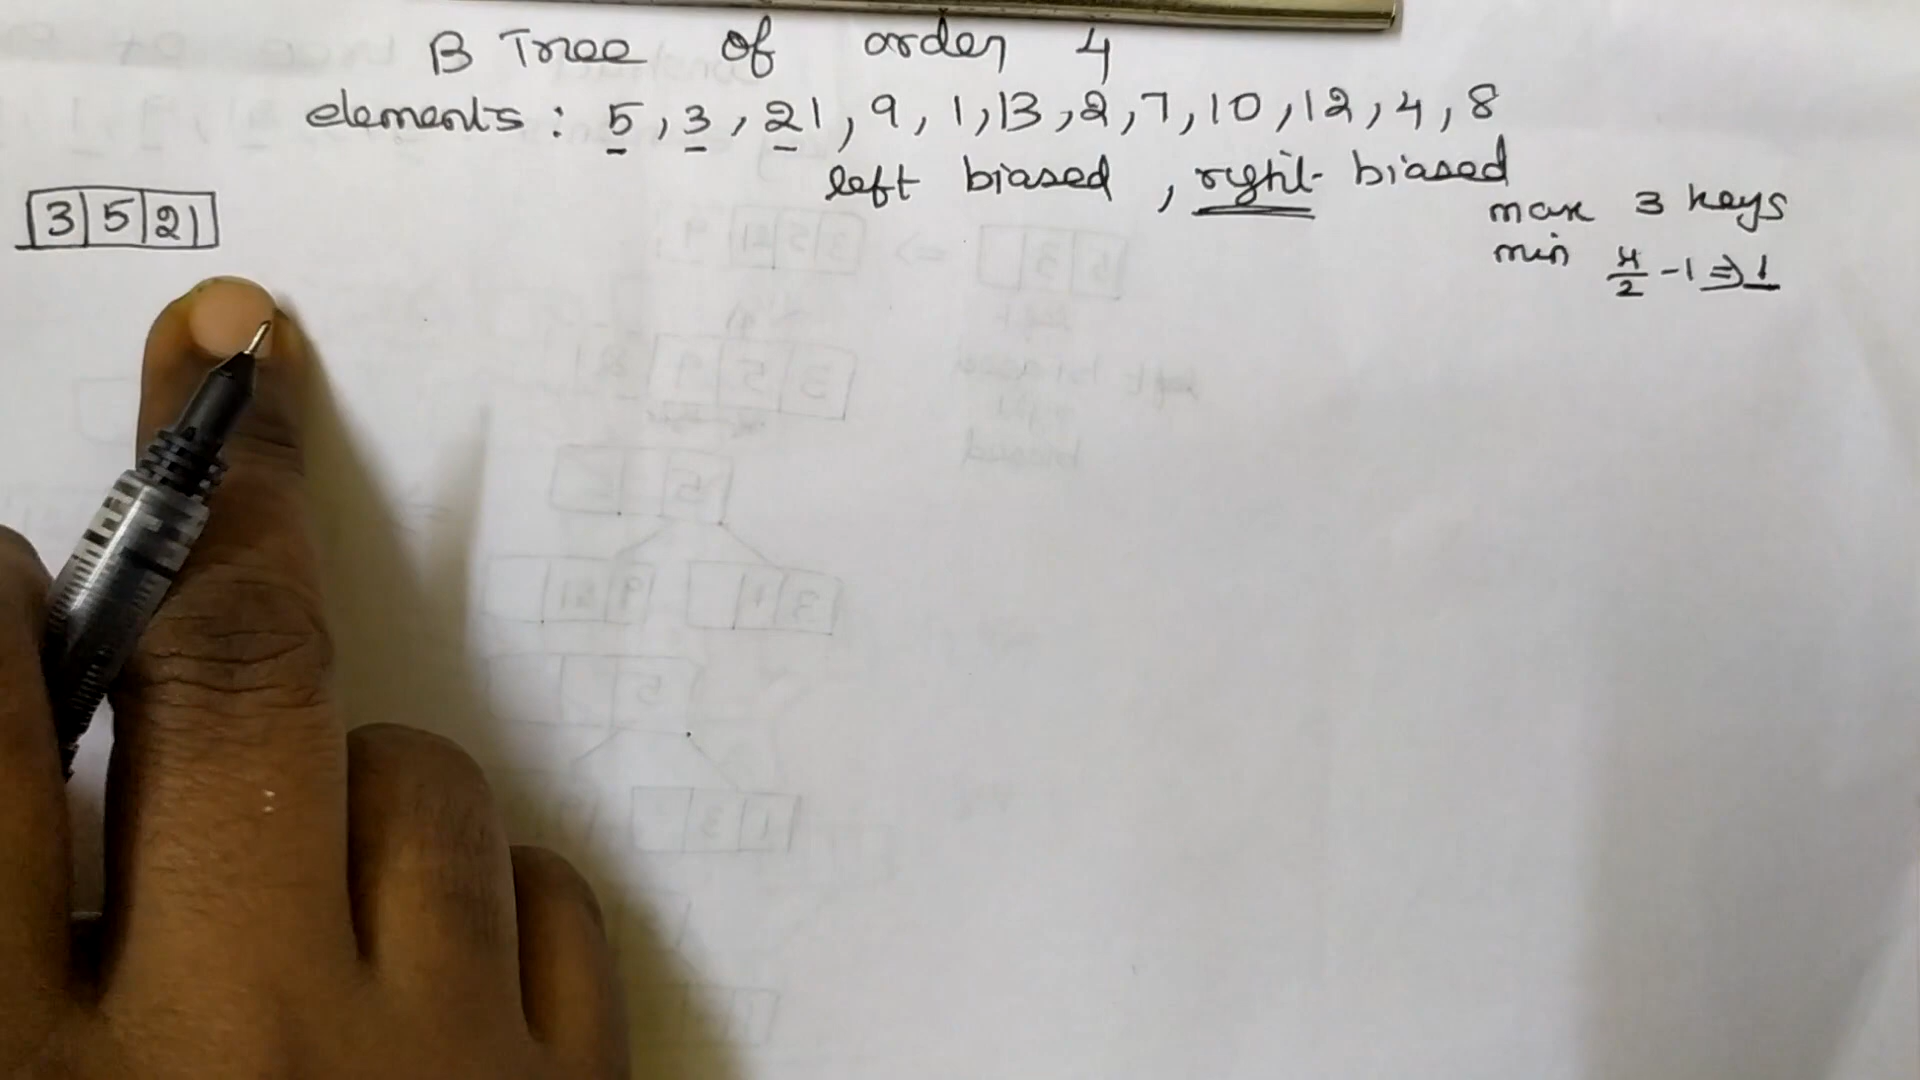 B Tree of order 4
elements : 5, 3, 21, 9, 1, 13, 2, 7, 10, 12, 4, 8
left biased, right biased
max 3 keys
min 4/2 -1 ⇒ 1
3 5 21